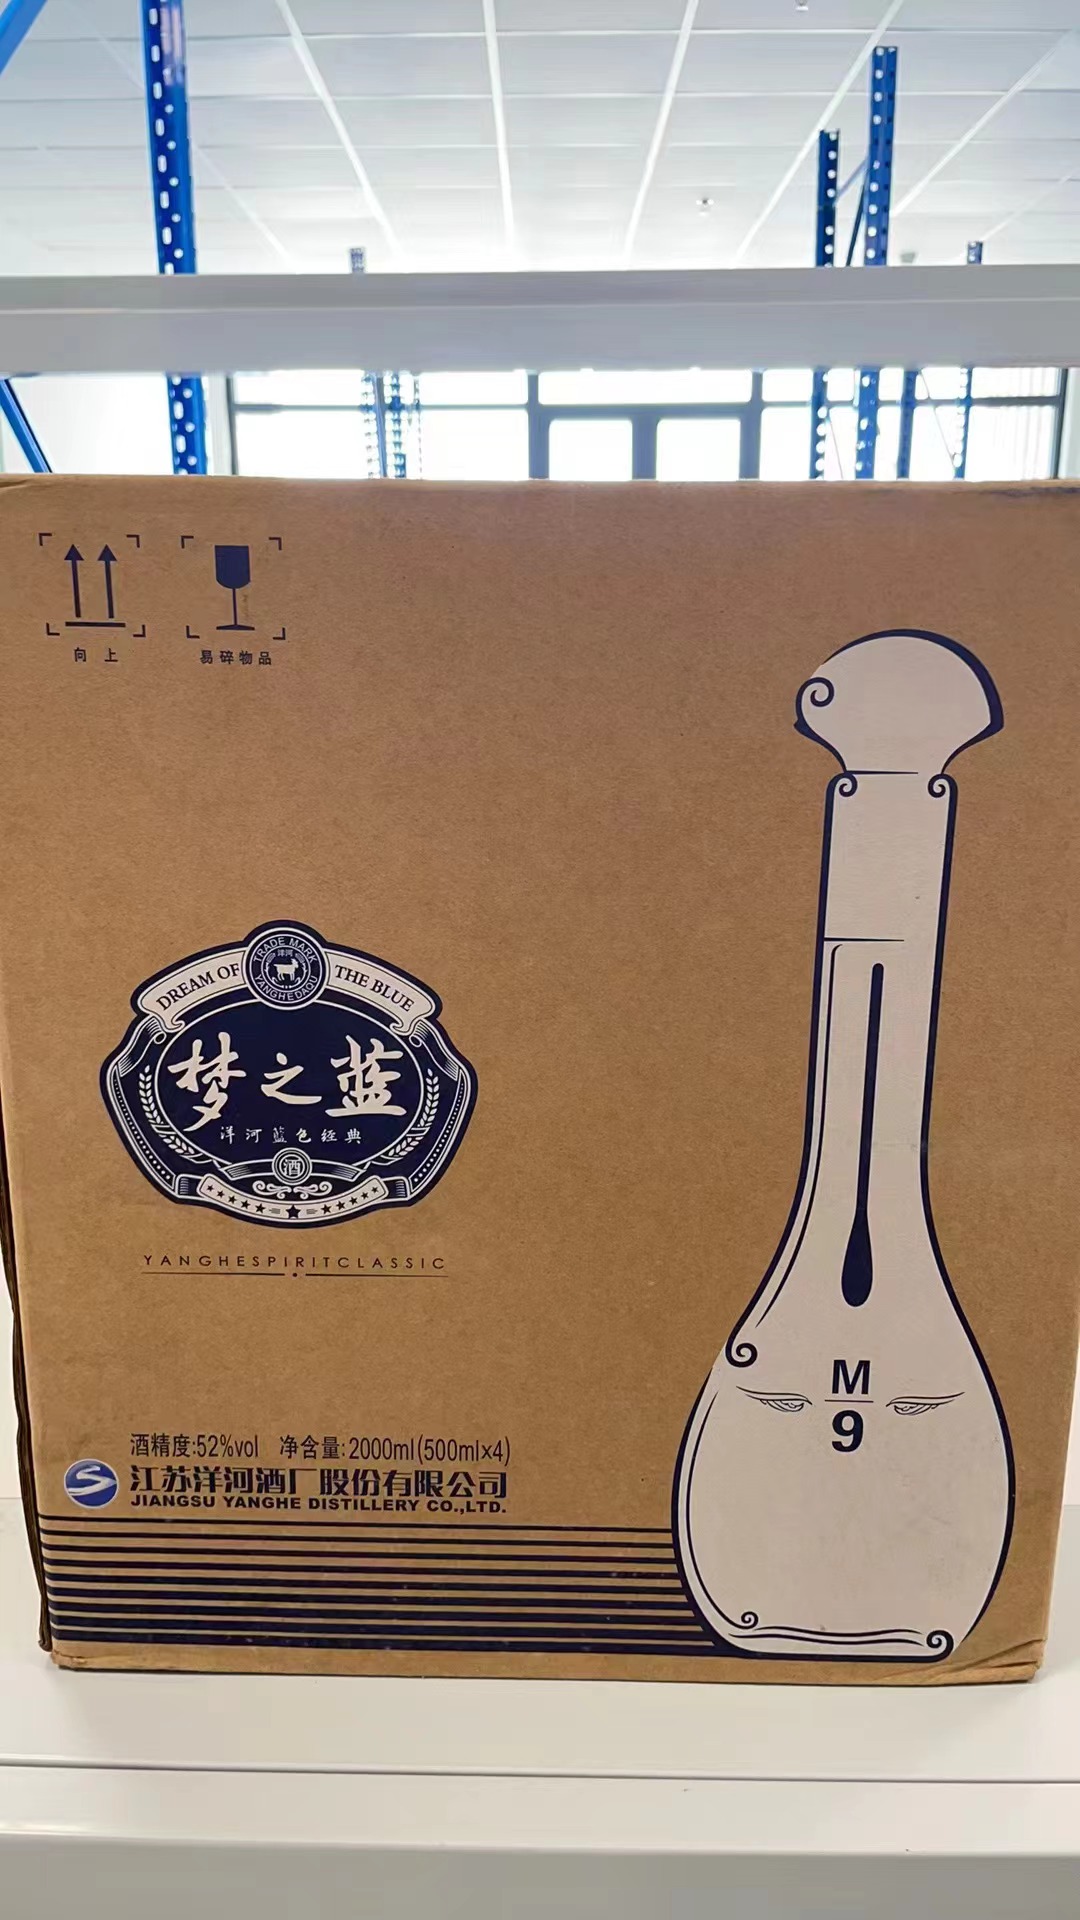 向上
易碎物品
TRADE MARK
洋河
YANGHEDAQU
DREAM OF THE BLUE
梦之蓝
洋河蓝色经典
酒
YANGHESPIRITCLASSIC
M
9
酒精度:52%vol 净含量:2000ml(500ml×4)
江苏洋河酒厂股份有限公司
JIANGSU YANGHE DISTILLERY CO.,LTD.